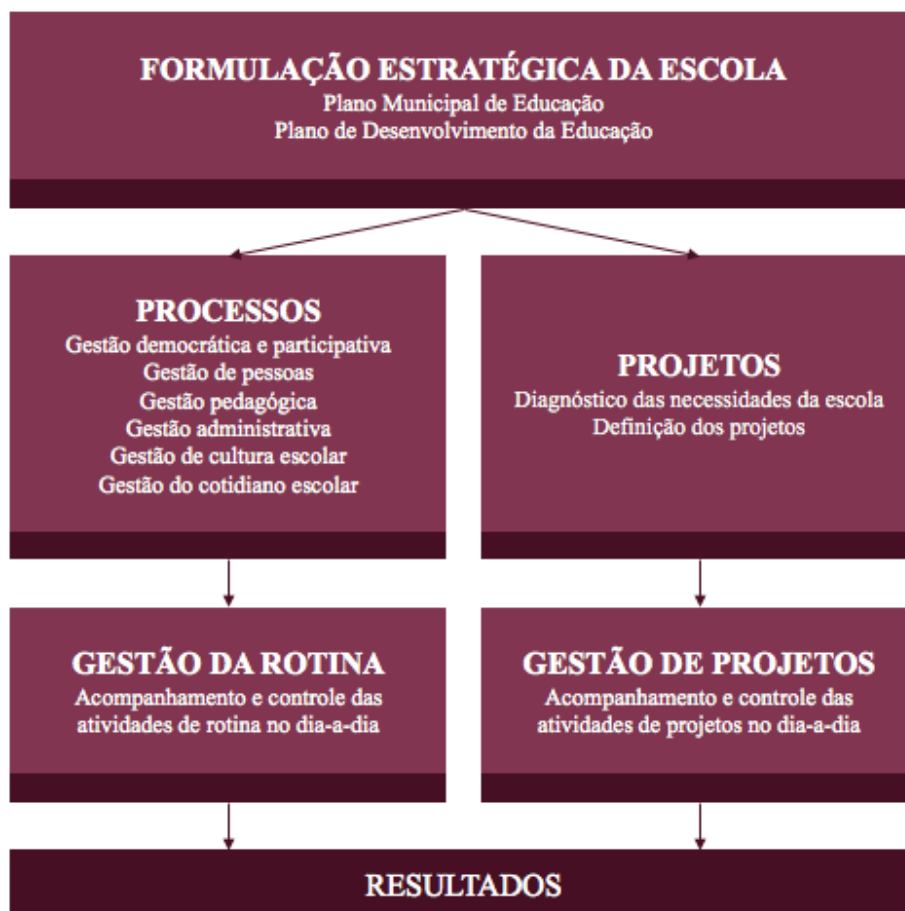 FORMULAÇÃO ESTRATÉGICA DA ESCOLA
Plano Municipal de Educação
Plano de Desenvolvimento da Educação
PROCESSOS
Gestão democrática e participativa
Gestão de pessoas
Gestão pedagógica
Gestão administrativa
Gestão de cultura escolar
Gestão do cotidiano escolar
PROJETOS
Diagnóstico das necessidades da escola
Definição dos projetos
GESTÃO DA ROTINA
Acompanhamento e controle das
atividades de rotina no dia-a-dia
GESTÃO DE PROJETOS
Acompanhamento e controle das
atividades de projetos no dia-a-dia
RESULTADOS